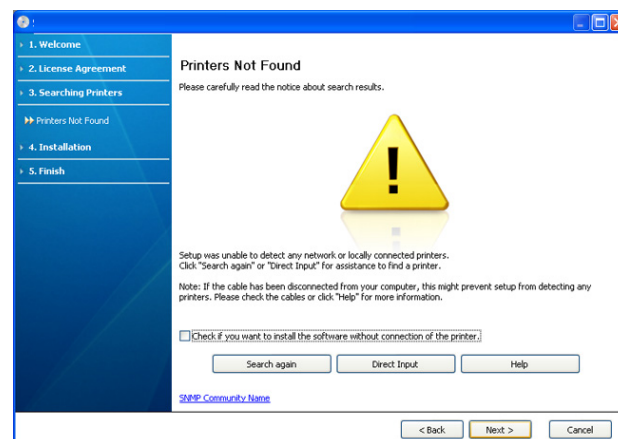 1. Welcome
2. License Agreement
3. Searching Printers
Printers Not Found
4. Installation
5. Finish
Printers Not Found
Please carefully read the notice about search results.
Setup was unable to detect any network or locally connected printers.
Click "Search again" or "Direct Input" for assistance to find a printer.
Note: If the cable has been disconnected from your computer, this might prevent setup from detecting any
printers. Please check the cables or click "Help" for more information.
Check if you want to install the software without connection of the printer.
Search again
Direct Input
Help
SNMP Community Name
< Back
Next >
Cancel